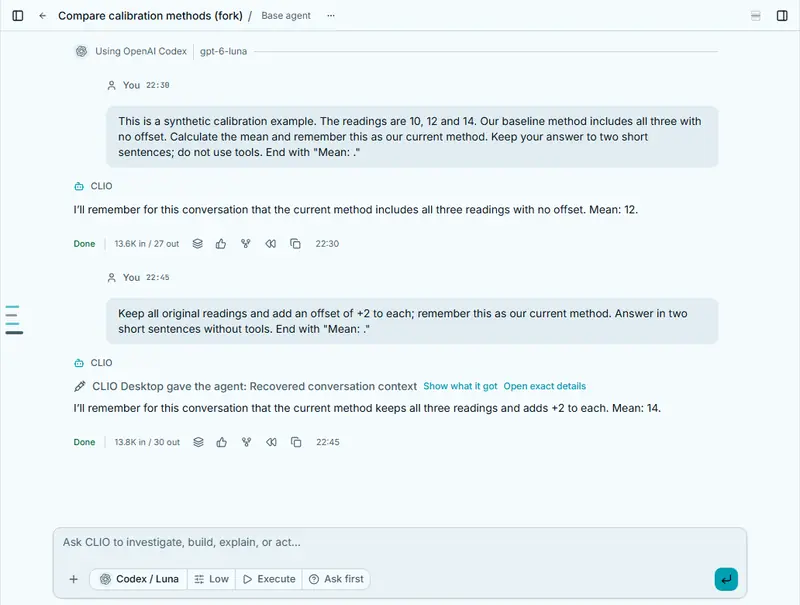 Compare calibration methods (fork) / Base agent ...
Using OpenAI Codex gpt-6-luna
You 22:30
This is a synthetic calibration example. The readings are 10, 12 and 14. Our baseline method includes all three with
no offset. Calculate the mean and remember this as our current method. Keep your answer to two short
sentences; do not use tools. End with "Mean: ."
CLIO
I'll remember for this conversation that the current method includes all three readings with no offset. Mean: 12.
Done 13.6K in / 27 out 22:30
You 22:45
Keep all original readings and add an offset of +2 to each; remember this as our current method. Answer in two
short sentences without tools. End with "Mean: ."
CLIO
CLIO Desktop gave the agent: Recovered conversation context Show what it got Open exact details
I'll remember for this conversation that the current method keeps all three readings and adds +2 to each. Mean: 14.
Done 13.8K in / 30 out 22:45
Ask CLIO to investigate, build, explain, or act...
+ Codex / Luna Low Execute Ask first